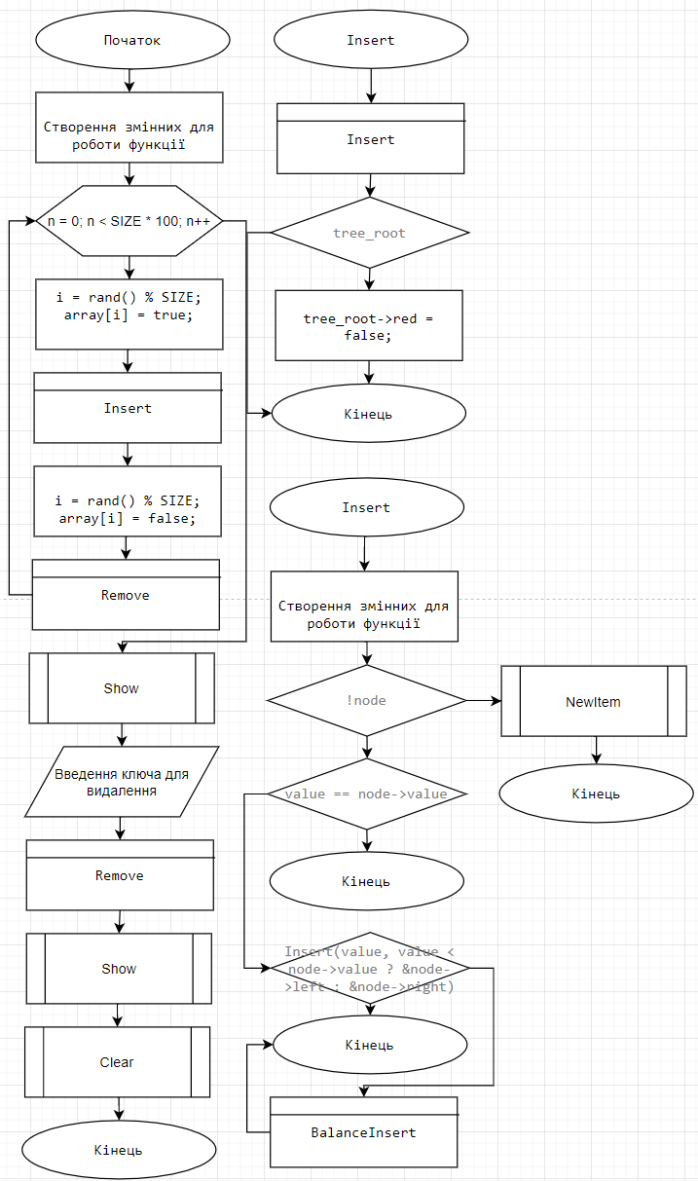 Початок
Створення змінних для
роботи функції
n = 0; n < SIZE * 100; n++
i = rand() % SIZE;
array[i] = true;
Insert
i = rand() % SIZE;
array[i] = false;
Remove
Show
Введення ключа для
видалення
Remove
Show
Clear
Кінець
Insert
Insert
tree_root
tree_root->red =
false;
Кінець
Insert
Створення змінних для
роботи функції
!node
NewItem
Кінець
value == node->value
Кінець
Insert(value, value <
node->value ? &node-
>left : &node->right)
Кінець
BalanceInsert